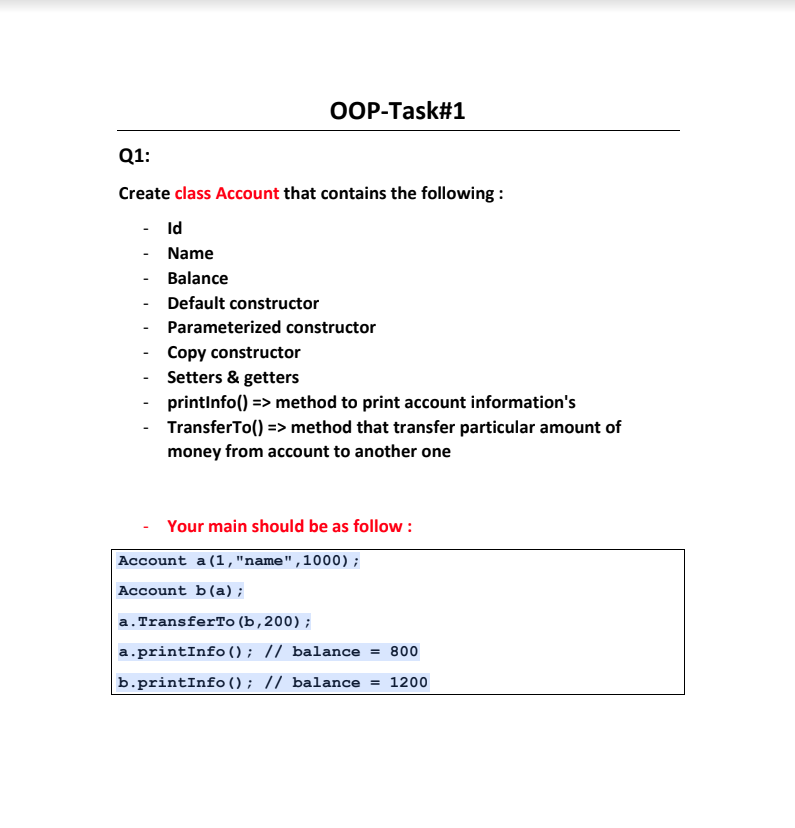 OOP-Task#1
Q1:
Create class Account that contains the following :
- Id
- Name
- Balance
- Default constructor
- Parameterized constructor
- Copy constructor
- Setters & getters
- printInfo() => method to print account information's
- TransferTo() => method that transfer particular amount of
money from account to another one
- Your main should be as follow :
Account a(1,"name",1000);
Account b(a);
a.TransferTo(b,200);
a.printInfo(); // balance = 800
b.printInfo(); // balance = 1200